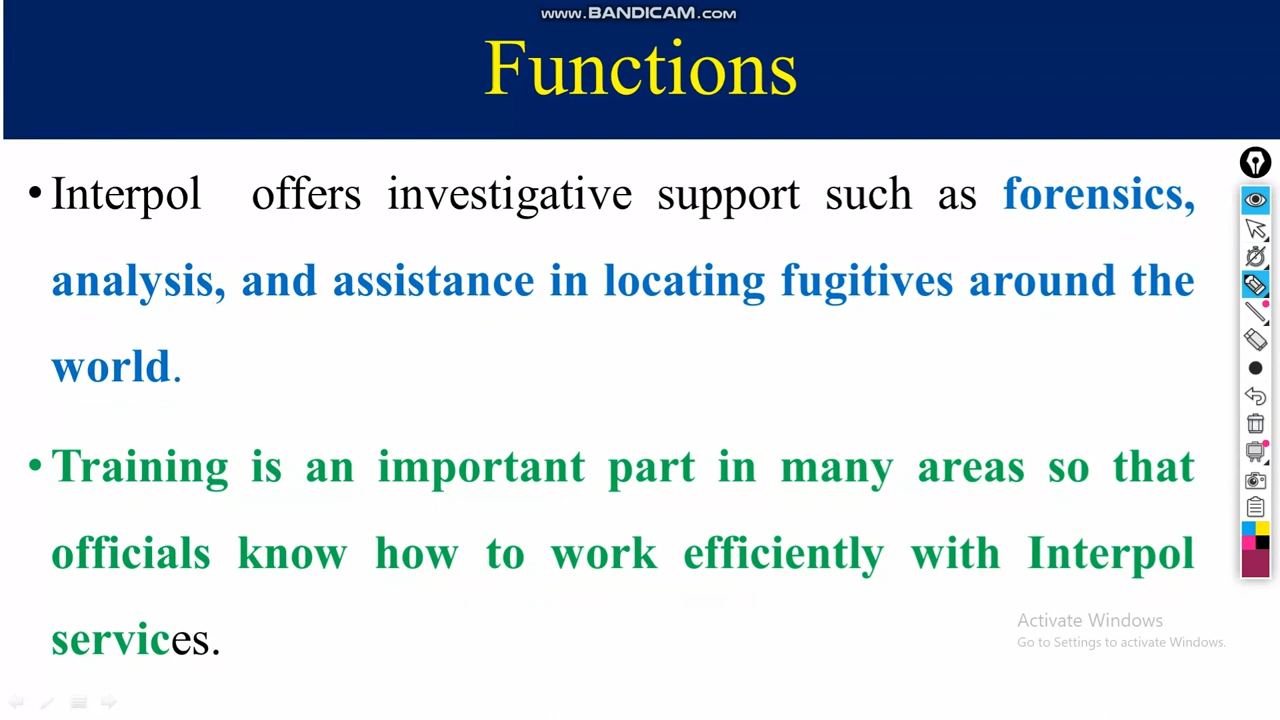 www.BANDICAM.com
Functions
• Interpol offers investigative support such as forensics,
analysis, and assistance in locating fugitives around the
world.
• Training is an important part in many areas so that
officials know how to work efficiently with Interpol
services.
Activate Windows
Go to Settings to activate Windows.